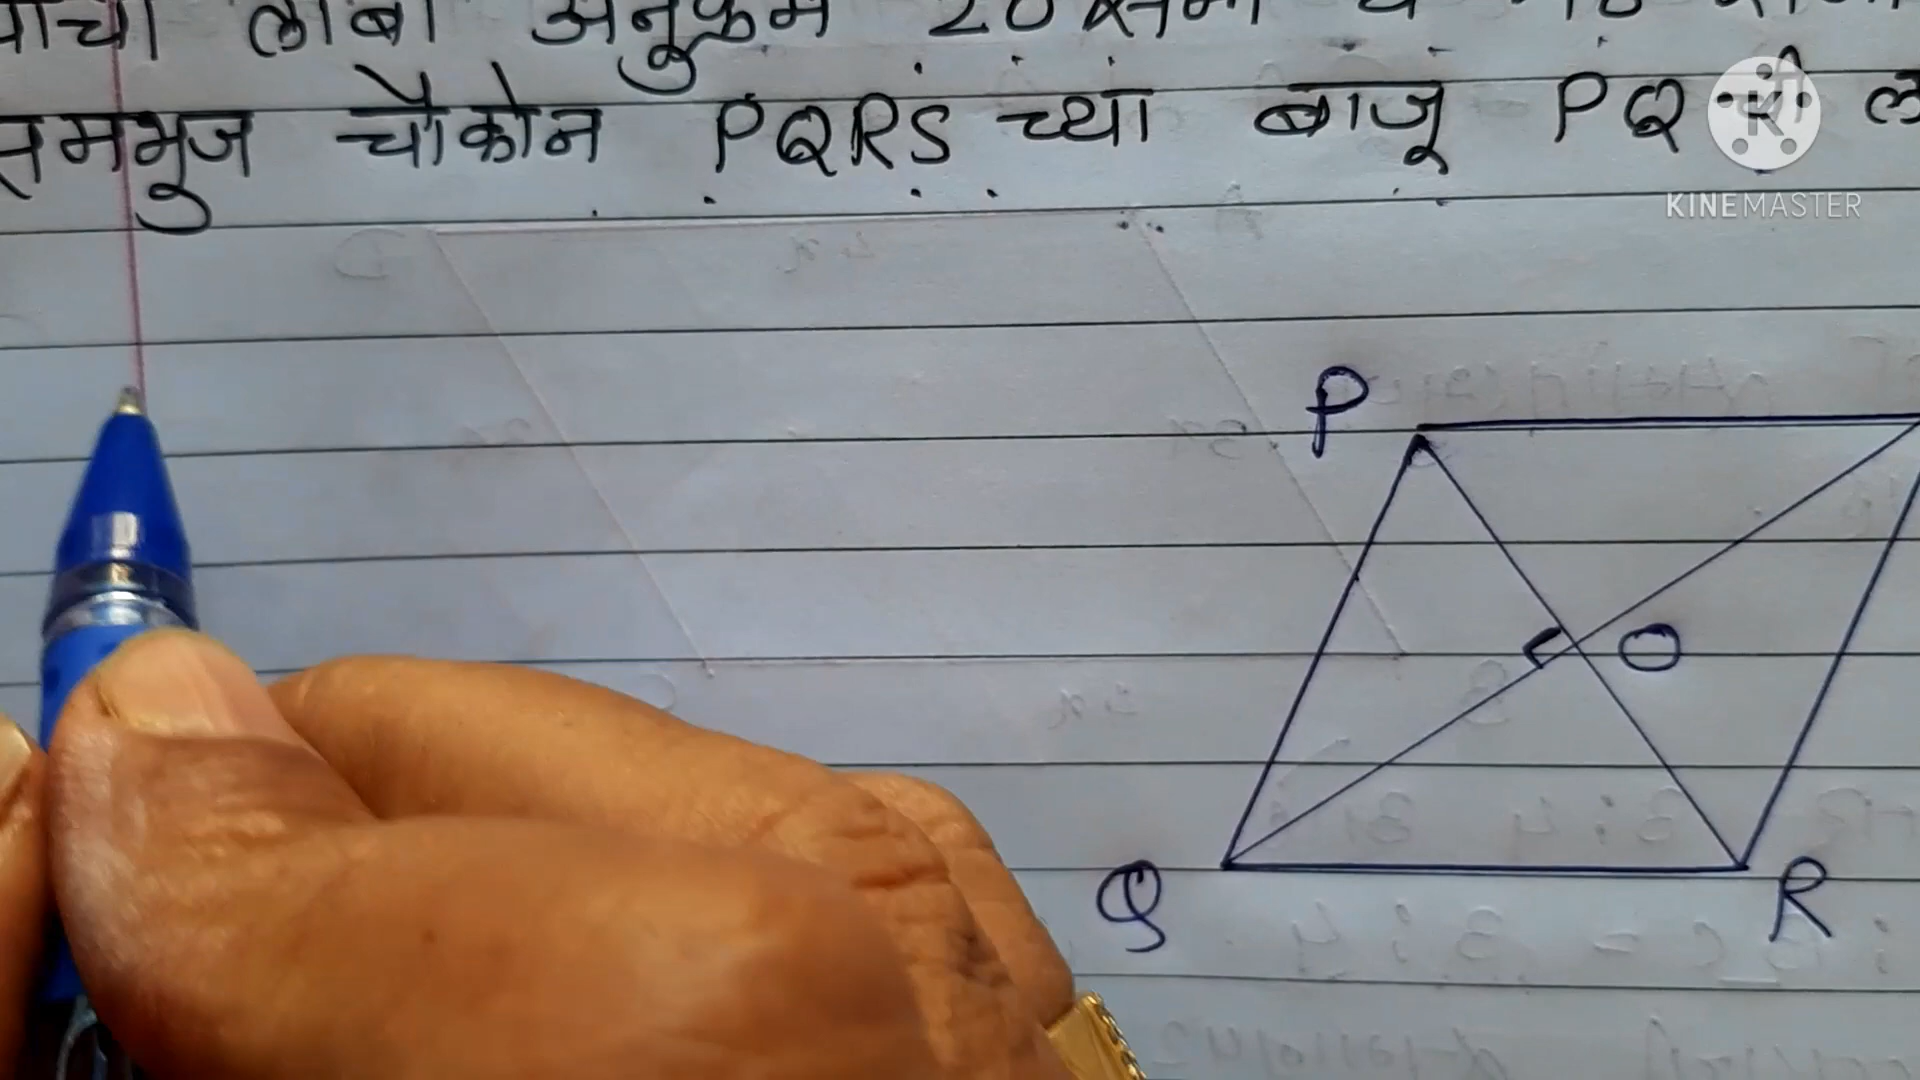 लांबी अनुक्रमे 20 सेमी व
समभुज चौकोन PQRS च्या बाजू PQ ची
KINEMASTER
P
O
Q
R